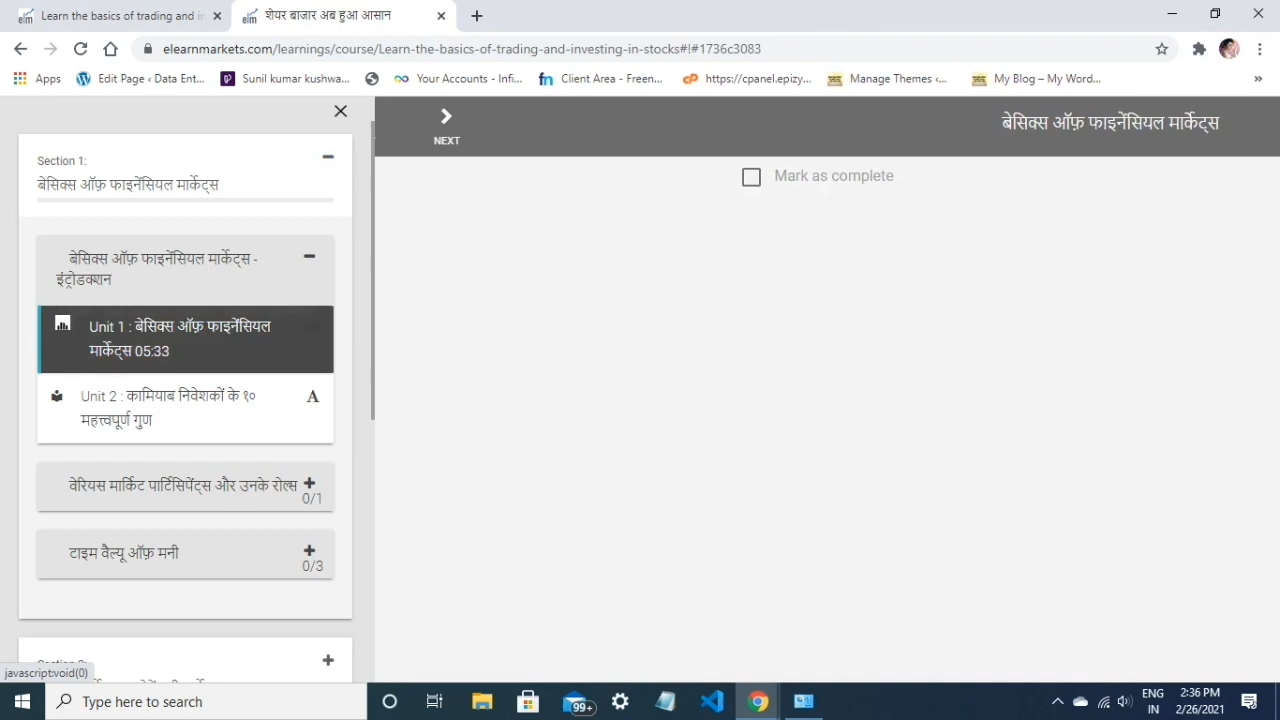 Learn the basics of trading and in
शेयर बाजार अब हुआ आसान
elearnmarkets.com/learnings/course/Learn-the-basics-of-trading-and-investing-in-stocks#!#1736c3083
Apps
Edit Page ‹ Data Ent...
Sunil kumar kushwa...
Your Accounts - Infi...
Client Area - Freen...
https://cpanel.epizy...
Manage Themes ‹...
My Blog – My Word...
»
NEXT
बेसिक्स ऑफ़ फाइनेंसियल मार्केट्स
Mark as complete
Section 1:
बेसिक्स ऑफ़ फाइनेंसियल मार्केट्स
बेसिक्स ऑफ़ फाइनेंसियल मार्केट्स -
इंट्रोडक्शन
Unit 1 : बेसिक्स ऑफ़ फाइनेंसियल
मार्केट्स 05:33
Unit 2 : कामियाब निवेशकों के १० A
महत्त्वपूर्ण गुण
वेरियस मार्किट पार्टिसिपेंट्स और उनके रोल्स
0/1
टाइम वैल्यू ऑफ़ मनी
0/3
javascript:void(0)
Type here to search
99+
ENG
IN
2:36 PM
2/26/2021